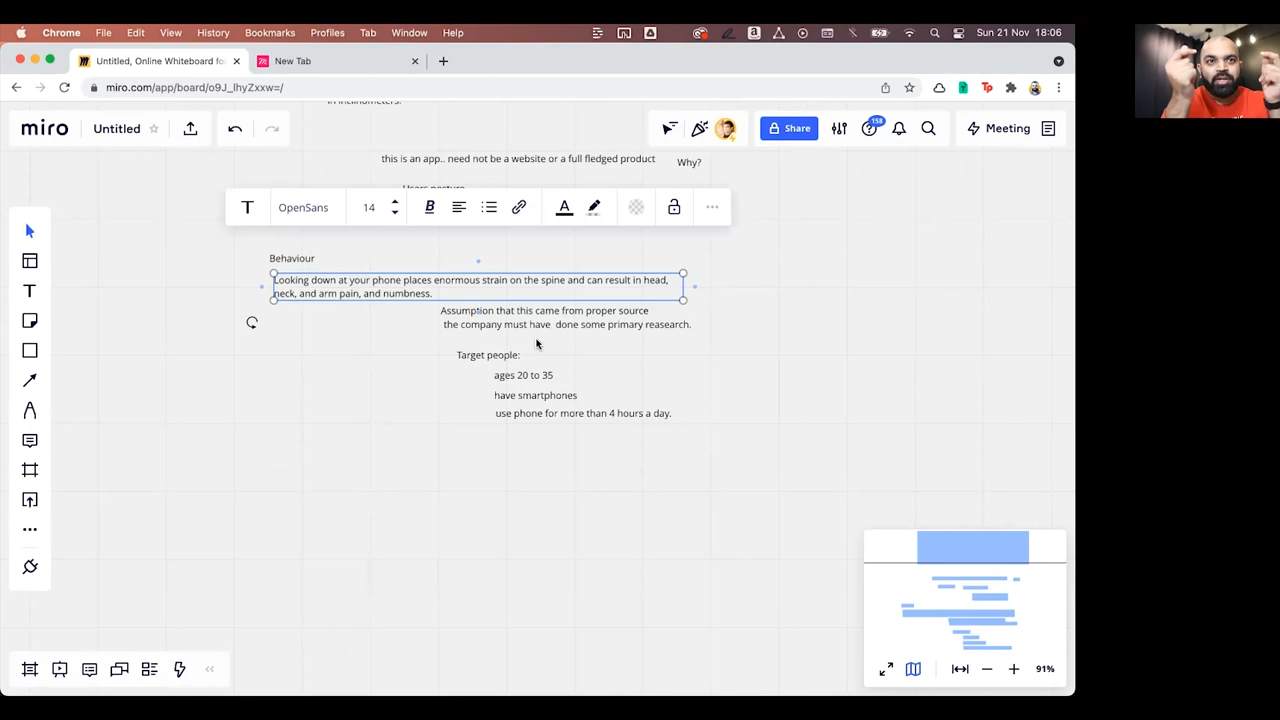 Chrome File Edit View History Bookmarks Profiles Tab Window Help
Sun 21 Nov 18:06
Untitled, Online Whiteboard fo
New Tab
miro.com/app/board/o9J_lhyZxxw=/
in inclinometers.
miro
Untitled
158
Share
Meeting
this is an app.. need not be a website or a full fledged product
Why?
Users posture
OpenSans
14
B
A
Behaviour
Looking down at your phone places enormous strain on the spine and can result in head,
neck, and arm pain, and numbness.
Assumption that this came from proper source
the company must have done some primary reasearch.
Target people:
ages 20 to 35
have smartphones
use phone for more than 4 hours a day.
91%